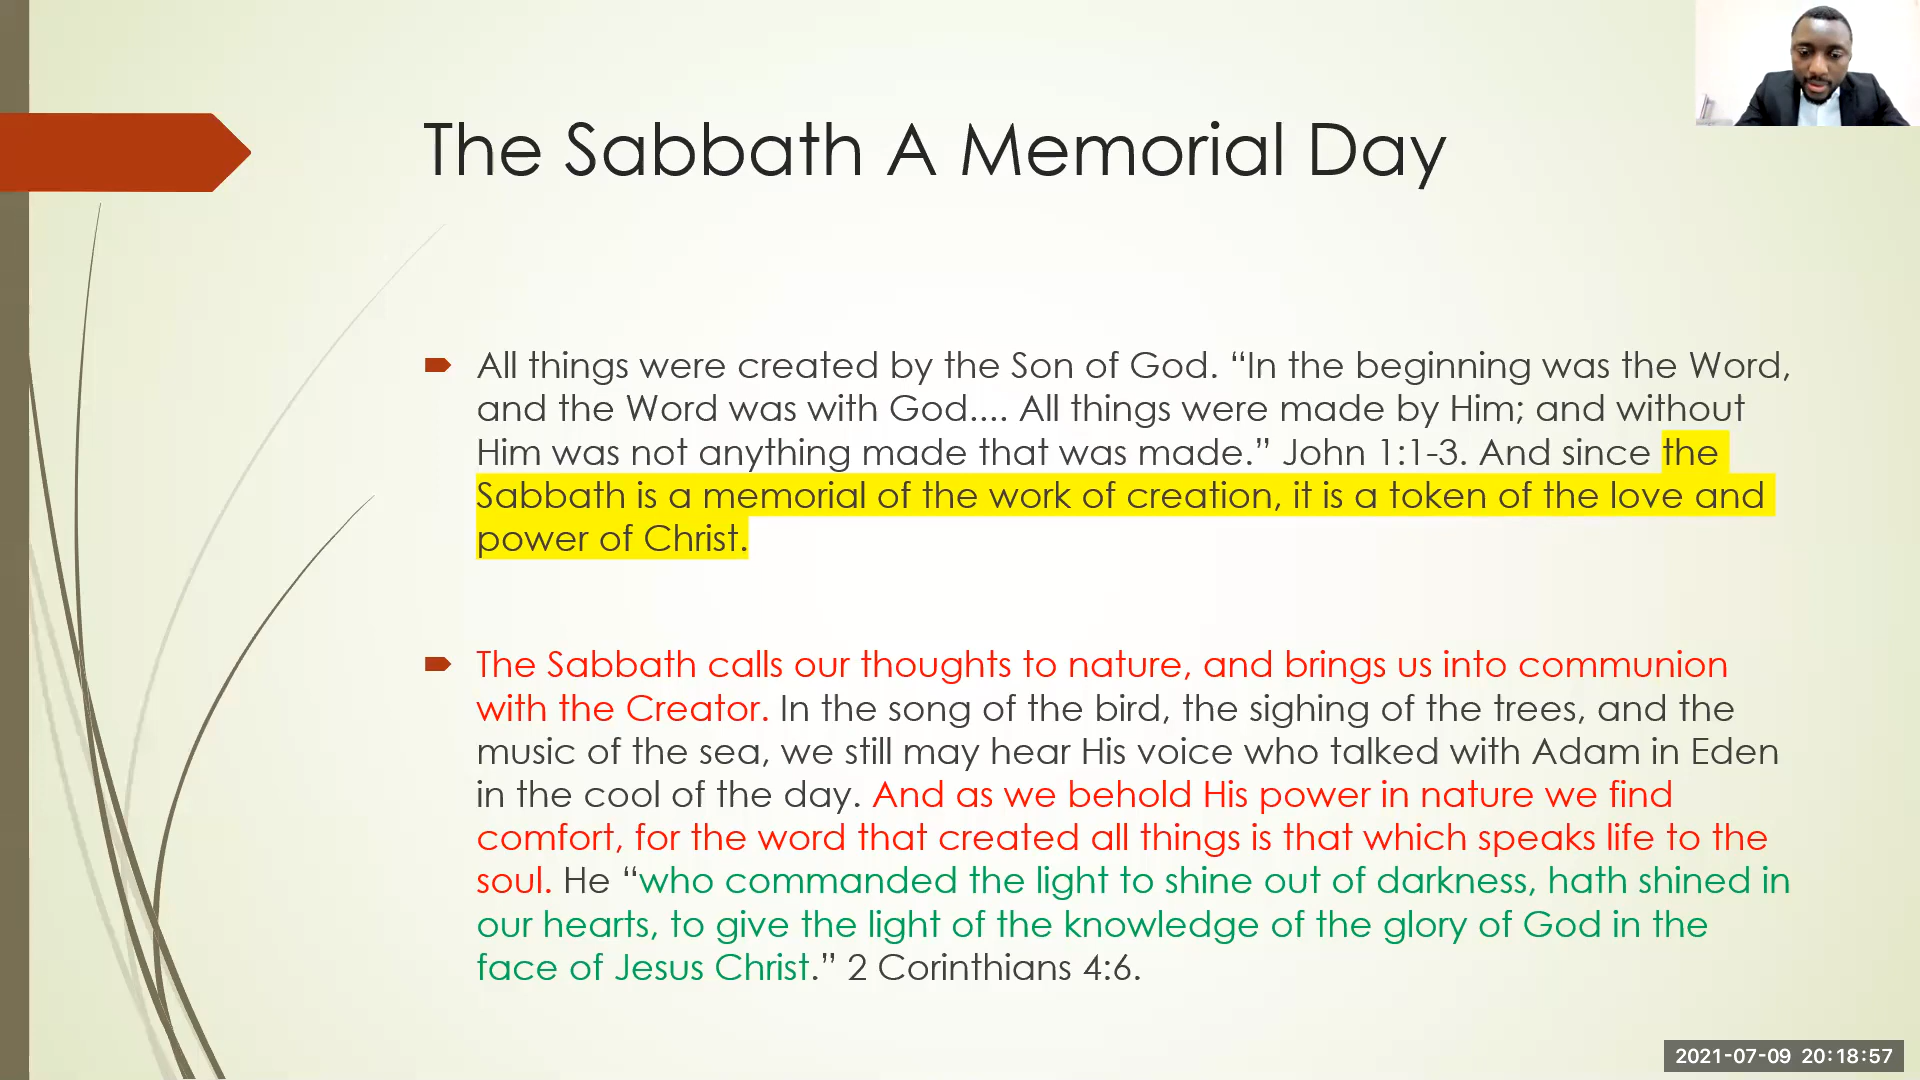 The Sabbath A Memorial Day
All things were created by the Son of God. “In the beginning was the Word,
and the Word was with God.... All things were made by Him; and without
Him was not anything made that was made.” John 1:1-3. And since the
Sabbath is a memorial of the work of creation, it is a token of the love and
power of Christ.
The Sabbath calls our thoughts to nature, and brings us into communion
with the Creator. In the song of the bird, the sighing of the trees, and the
music of the sea, we still may hear His voice who talked with Adam in Eden
in the cool of the day. And as we behold His power in nature we find
comfort, for the word that created all things is that which speaks life to the
soul. He “who commanded the light to shine out of darkness, hath shined in
our hearts, to give the light of the knowledge of the glory of God in the
face of Jesus Christ.” 2 Corinthians 4:6.
2021-07-09 20:18:57